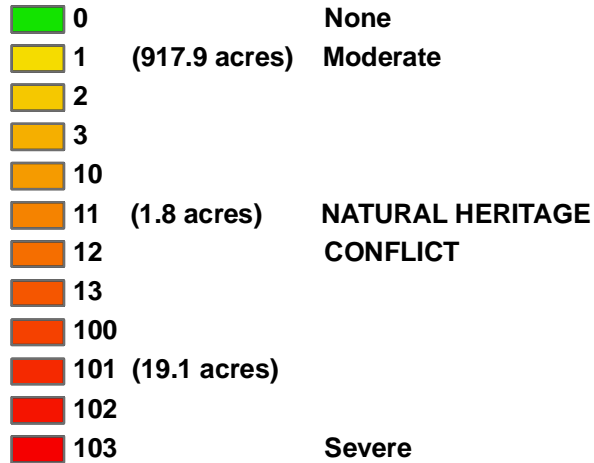 0 None
1 (917.9 acres) Moderate
2
3
10
11 (1.8 acres) NATURAL HERITAGE
12 CONFLICT
13
100
101 (19.1 acres)
102
103 Severe